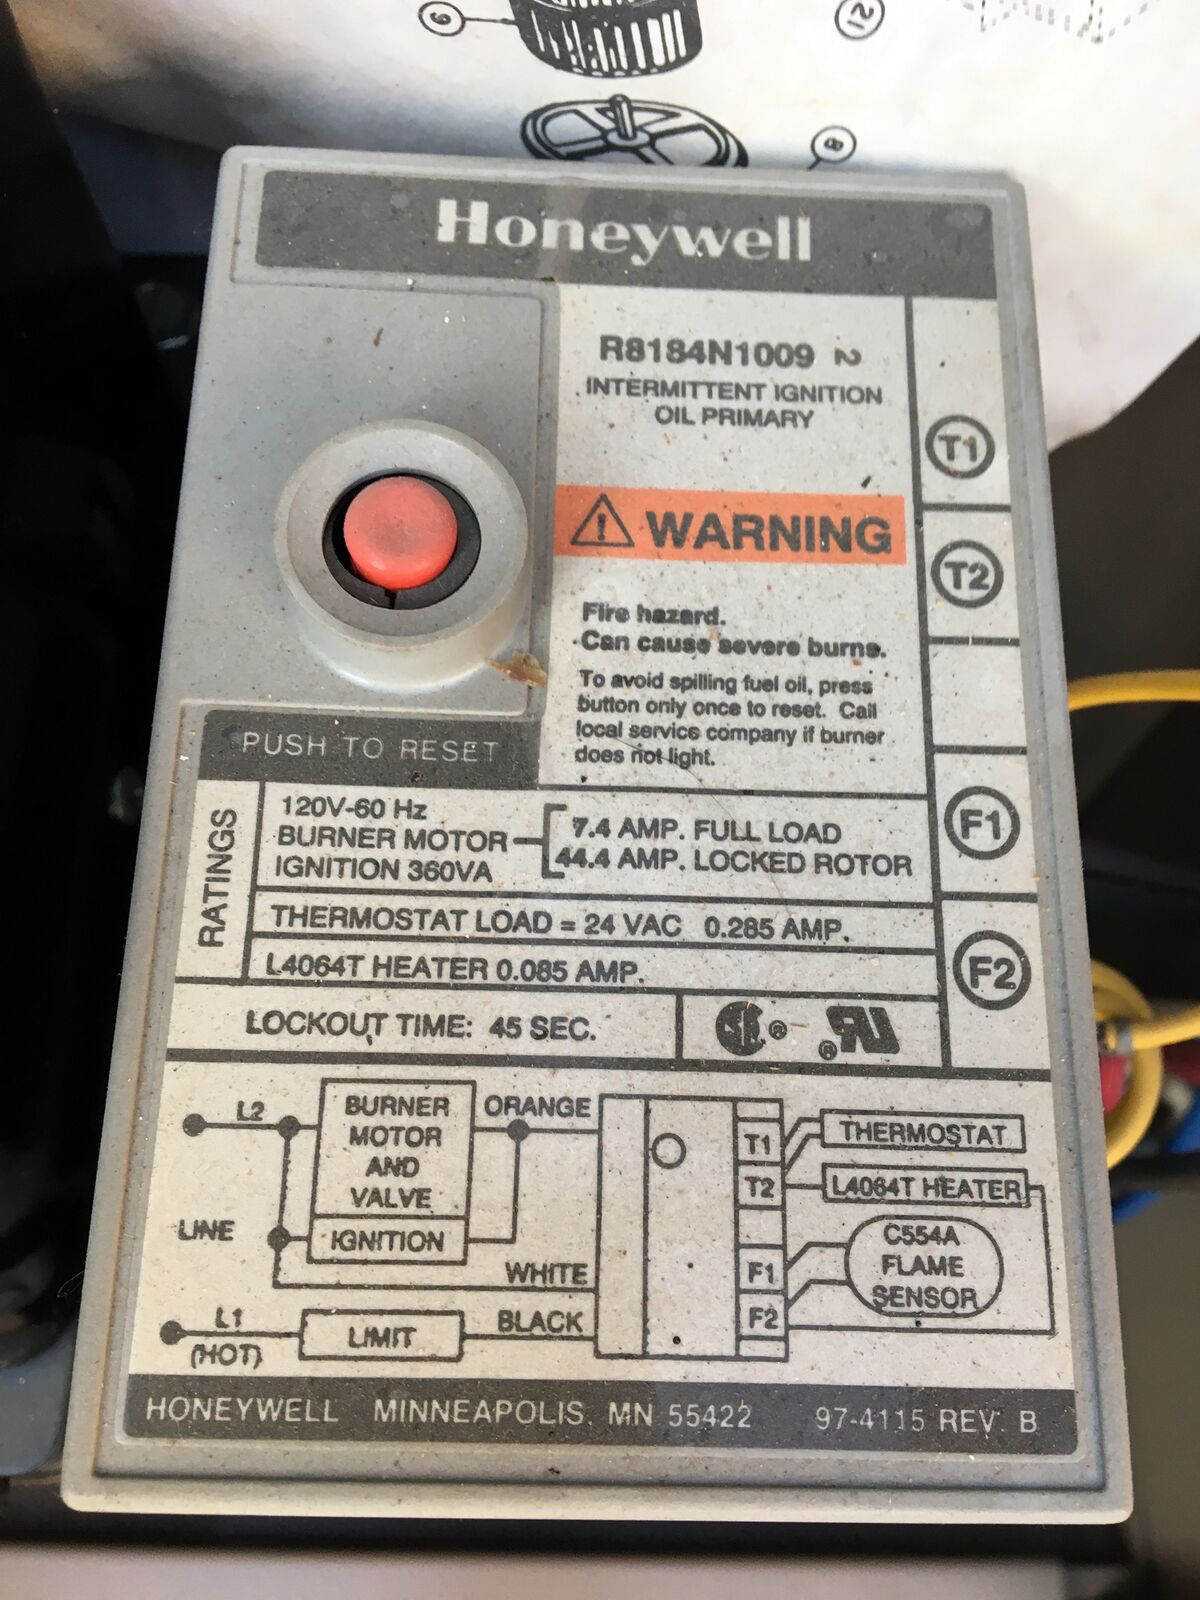 9
21
8
Honeywell
R8184N1009 2
INTERMITTENT IGNITION
OIL PRIMARY
T1
WARNING
T2
Fire hazard.
Can cause severe burns.
To avoid spilling fuel oil, press
button only once to reset. Call
local service company if burner
does not light.
PUSH TO RESET
F1
RATINGS
120V-60 Hz
BURNER MOTOR
IGNITION 360VA
7.4 AMP. FULL LOAD
44.4 AMP. LOCKED ROTOR
THERMOSTAT LOAD = 24 VAC 0.285 AMP.
L4064T HEATER 0.085 AMP.
F2
LOCKOUT TIME: 45 SEC.
L2
BURNER
MOTOR
AND
VALVE
ORANGE
T1
THERMOSTAT
T2
L4064T HEATER
LINE
IGNITION
WHITE
F1
C554A
FLAME
SENSOR
L1
(HOT)
LIMIT
BLACK
F2
HONEYWELL MINNEAPOLIS, MN 55422 97-4115 REV. B